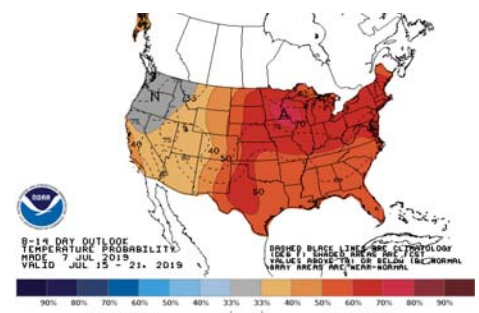 N
33
A
70
40
40
50
60
NOAA
8-14 DAY OUTLOOK
TEMPERATURE PROBABILITY
MADE 7 JUL 2019
VALID JUL 15 - 21, 2019
DASHED BLACK LINES ARE CLIMATOLOGY
(DEG F) SHADED AREAS ARE FCST
VALUES ABOVE (A) OR BELOW (B) NORMAL
GRAY AREAS ARE NEAR-NORMAL
90% 80% 70% 60% 50% 40% 33% 33% 40% 50% 60% 70% 80% 90%